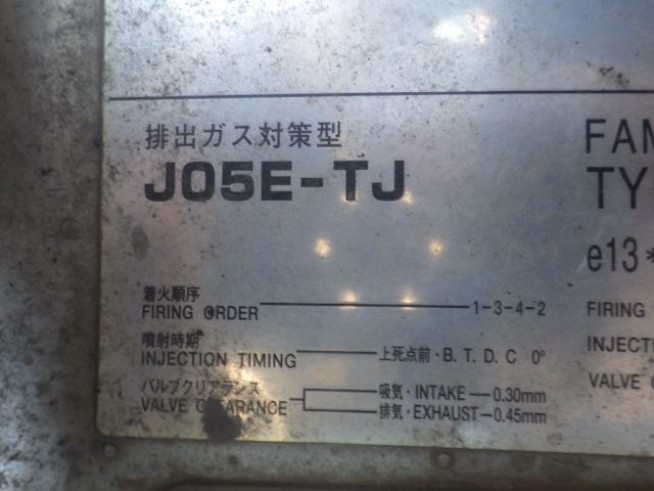 排出ガス対策型
J05E-TJ
着火順序
FIRING ORDER 1-3-4-2
噴射時期
INJECTION TIMING 上死点前・B. T. D. C 0°
バルブクリアランス
VALVE CLEARANCE
吸気・INTAKE 0.30mm
排気・EXHAUST 0.45mm
FAM
TY
e13*
FIRING
INJECTI
VALVE C